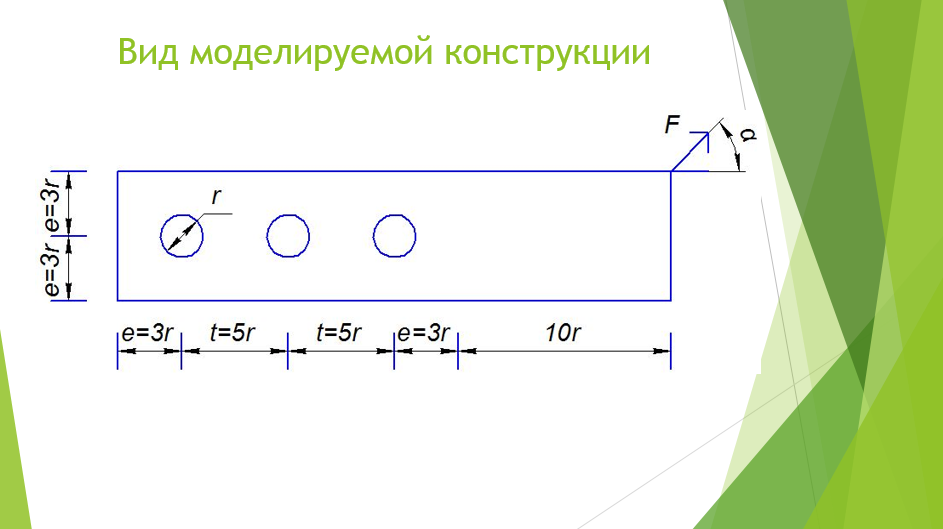 Вид моделируемой конструкции
F
α
r
e=3r
e=3r
e=3r t=5r t=5r e=3r 10r